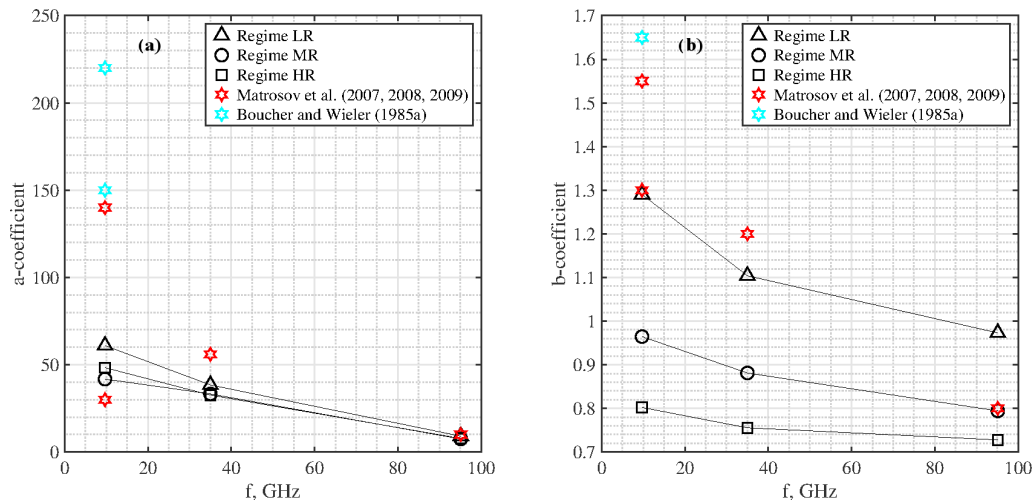 250
200
150
100
50
0
0 20 40 60 80 100
f, GHz
a-coefficient
(a)
Regime LR
Regime MR
Regime HR
Matrosov et al. (2007, 2008, 2009)
Boucher and Wieler (1985a)
1.7
1.6
1.5
1.4
1.3
1.2
1.1
1
0.9
0.8
0.7
0 20 40 60 80 100
f, GHz
b-coefficient
(b)
Regime LR
Regime MR
Regime HR
Matrosov et al. (2007, 2008, 2009)
Boucher and Wieler (1985a)